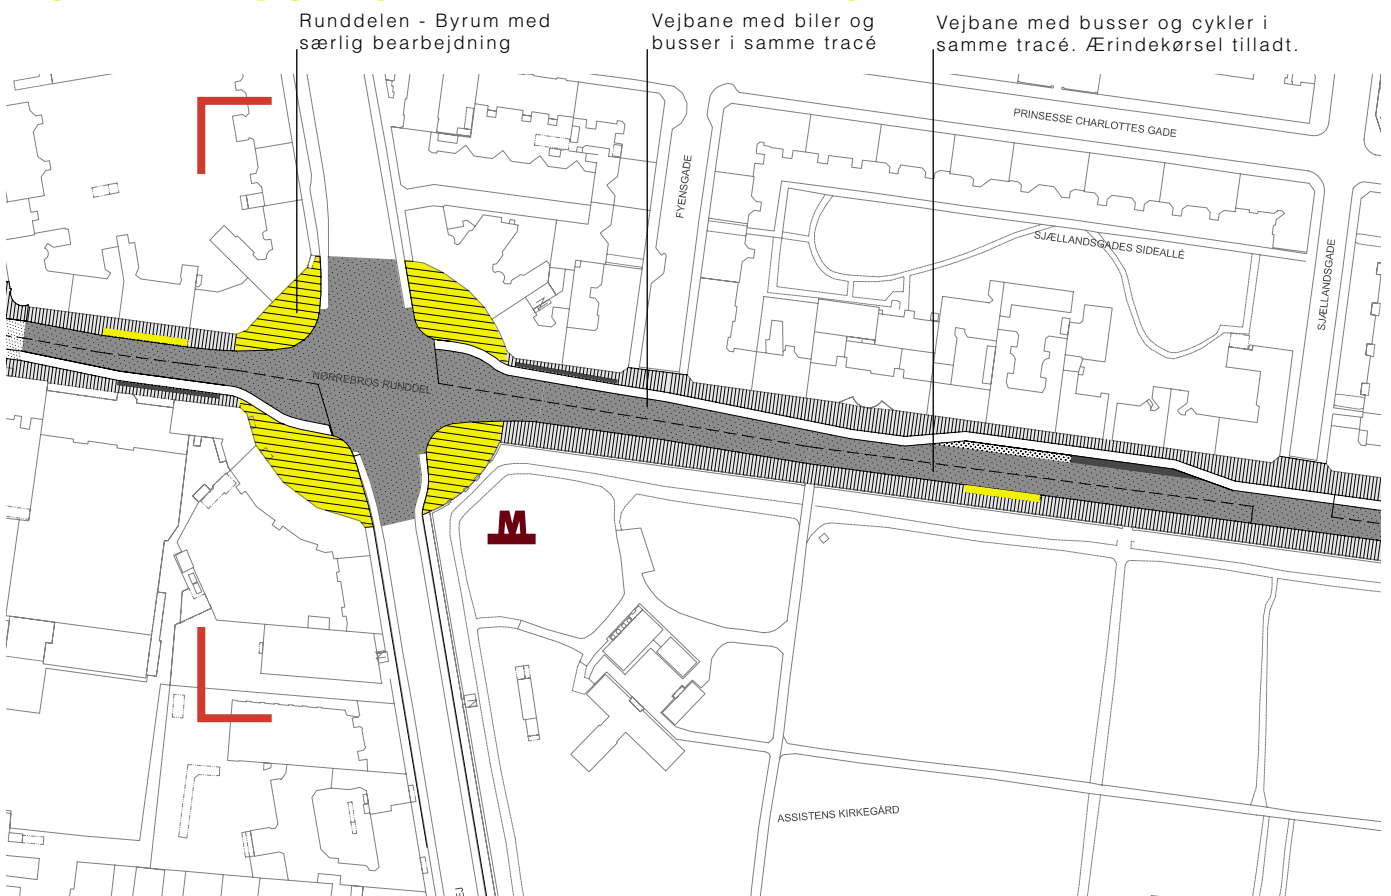 Runddelen - Byrum med
særlig bearbejdning
Vejbane med biler og
busser i samme tracé
Vejbane med busser og cykler i
samme tracé. Ærindekørsel tilladt.
PRINSESSE CHARLOTTES GADE
FYENSGADE
SJÆLLANDSGADES SIDEALLÉ
SJÆLLANDSGADE
NØRREBROS RUNDDEL
M
ASSISTENS KIRKEGÅRD